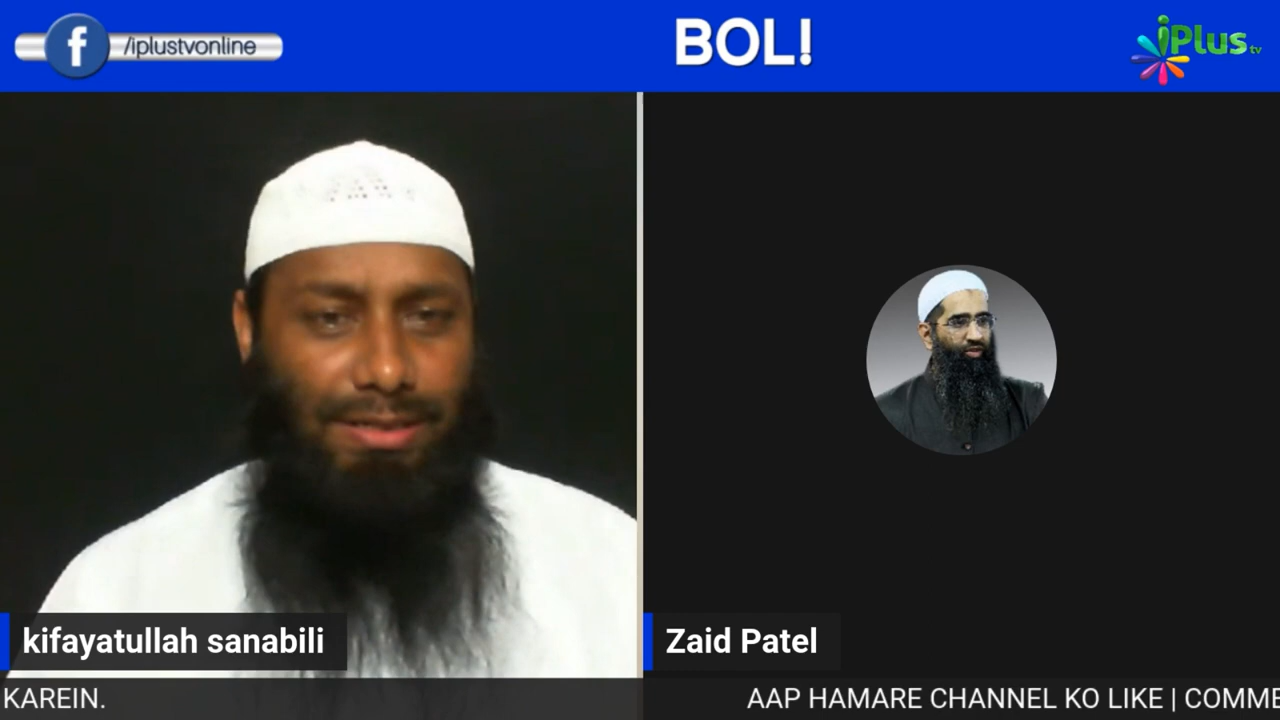 /iplustvonline
BOL!
iPlus tv
kifayatullah sanabili
Zaid Patel
KAREIN.
AAP HAMARE CHANNEL KO LIKE | COMME